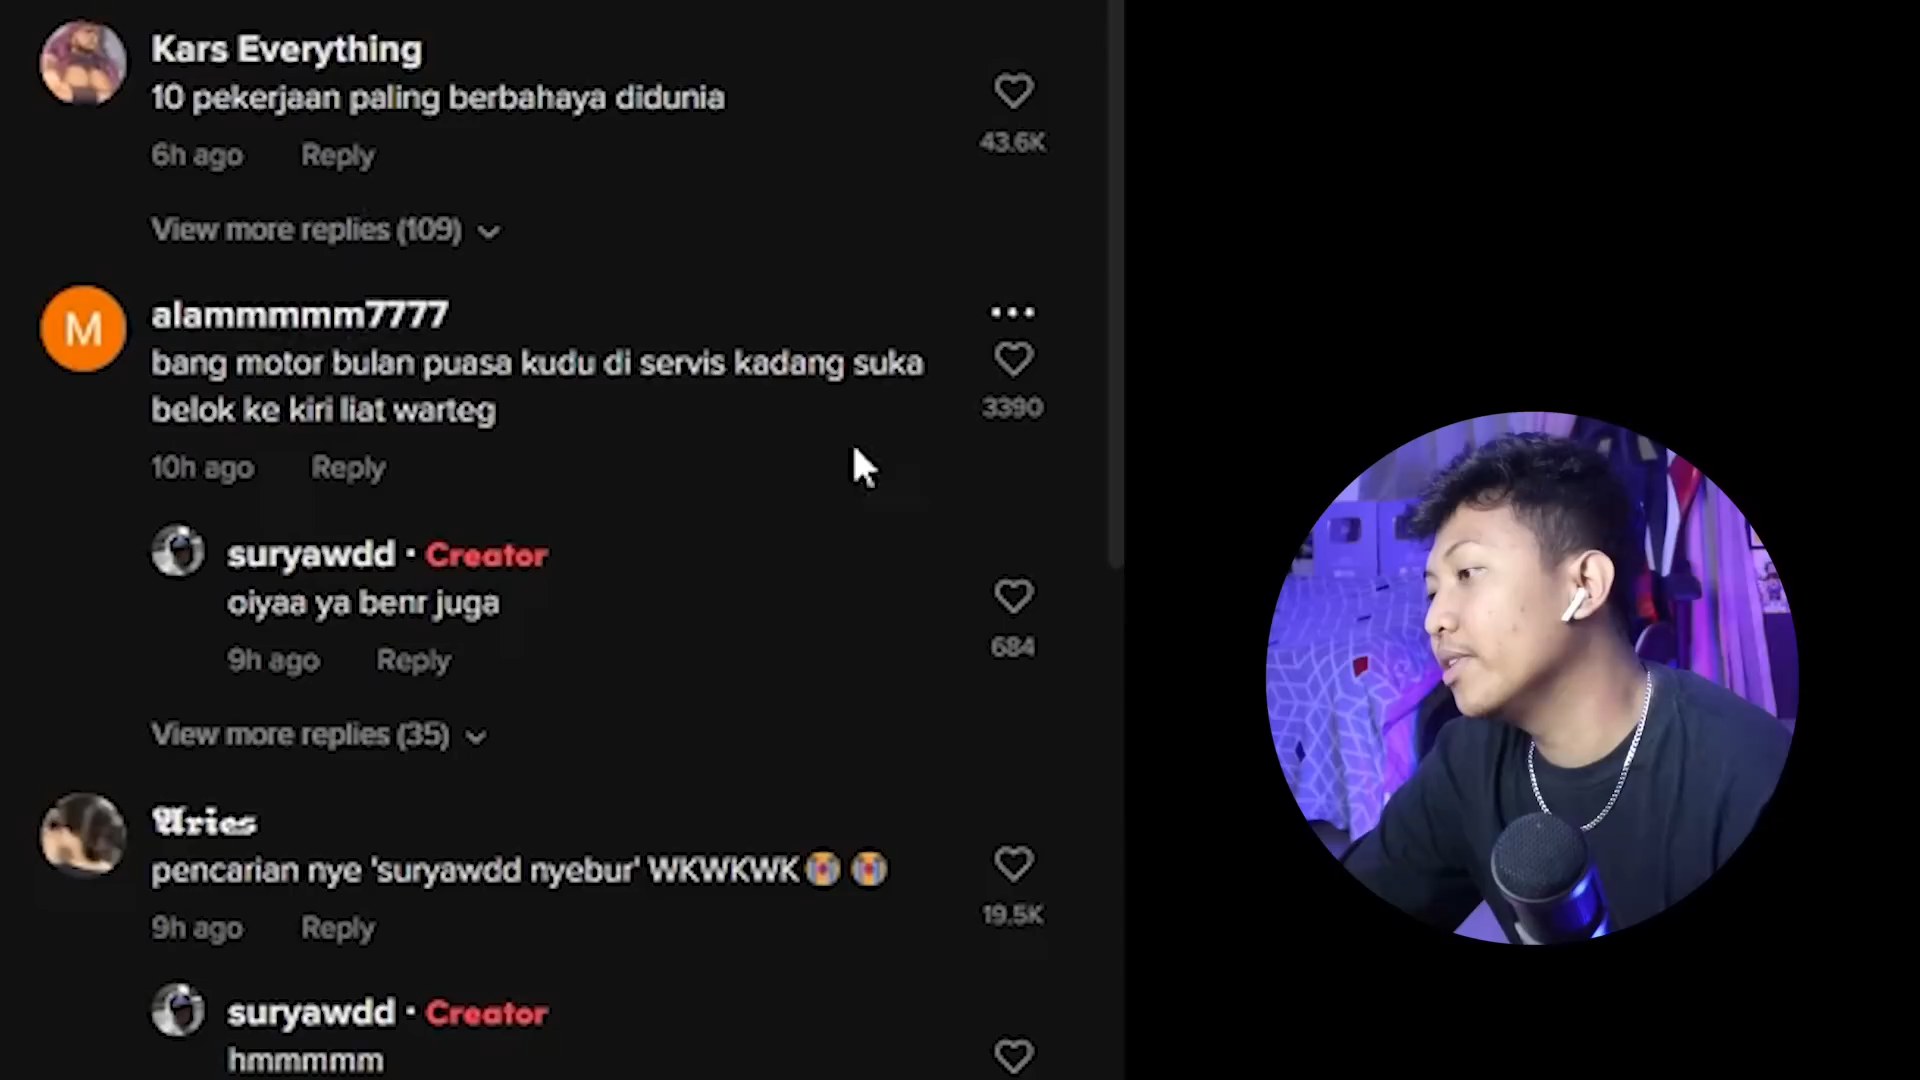 Kars Everything
10 pekerjaan paling berbahaya didunia
43.6K
6h ago Reply
View more replies (109)
M
alammmmm7777
bang motor bulan puasa kudu di servis kadang suka
belok ke kiri liat warteg
3390
10h ago Reply
suryawdd · Creator
oiyaa ya benr juga
684
9h ago Reply
View more replies (35)
𝕬ries
pencarian nye 'suryawdd nyebur' WKWKWK😭 😭
19.5K
9h ago Reply
suryawdd · Creator
hmmmmm